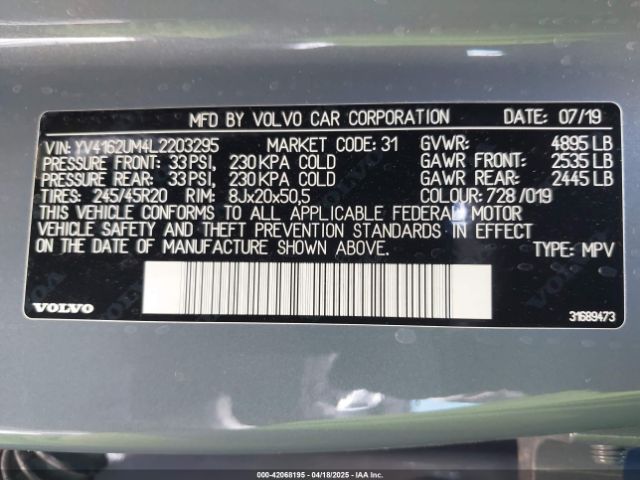 MFD BY VOLVO CAR CORPORATION DATE: 07/19
VIN: YV4162UM4L2203295 MARKET CODE: 31 GVWR: 4895 LB
PRESSURE FRONT: 33 PSI, 230 KPA COLD GAWR FRONT: 2535 LB
PRESSURE REAR: 33 PSI, 230 KPA COLD GAWR REAR: 2445 LB
TIRES: 245/45R20 RIM: 8Jx20x50,5 COLOUR: 728 /019
THIS VEHICLE CONFORMS TO ALL APPLICABLE FEDERAL MOTOR
VEHICLE SAFETY AND THEFT PREVENTION STANDARDS IN EFFECT
ON THE DATE OF MANUFACTURE SHOWN ABOVE. TYPE: MPV
VOLVO 31689473
000-42068195 - 04/18/2025 - IAA Inc.